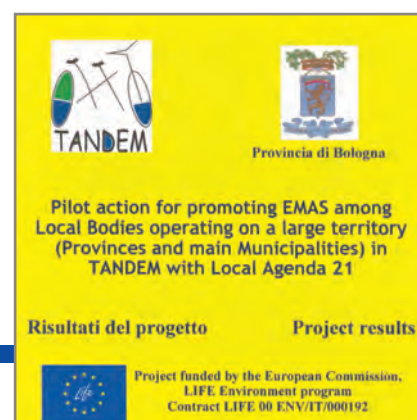 TANDEM
Provincia di Bologna
Pilot action for promoting EMAS among
Local Bodies operating on a large territory
(Provinces and main Municipalities) in
TANDEM with Local Agenda 21
Risultati del progetto
Project results
Life
Project funded by the European Commission,
LIFE Environment program
Contract LIFE 00 ENV/IT/000192